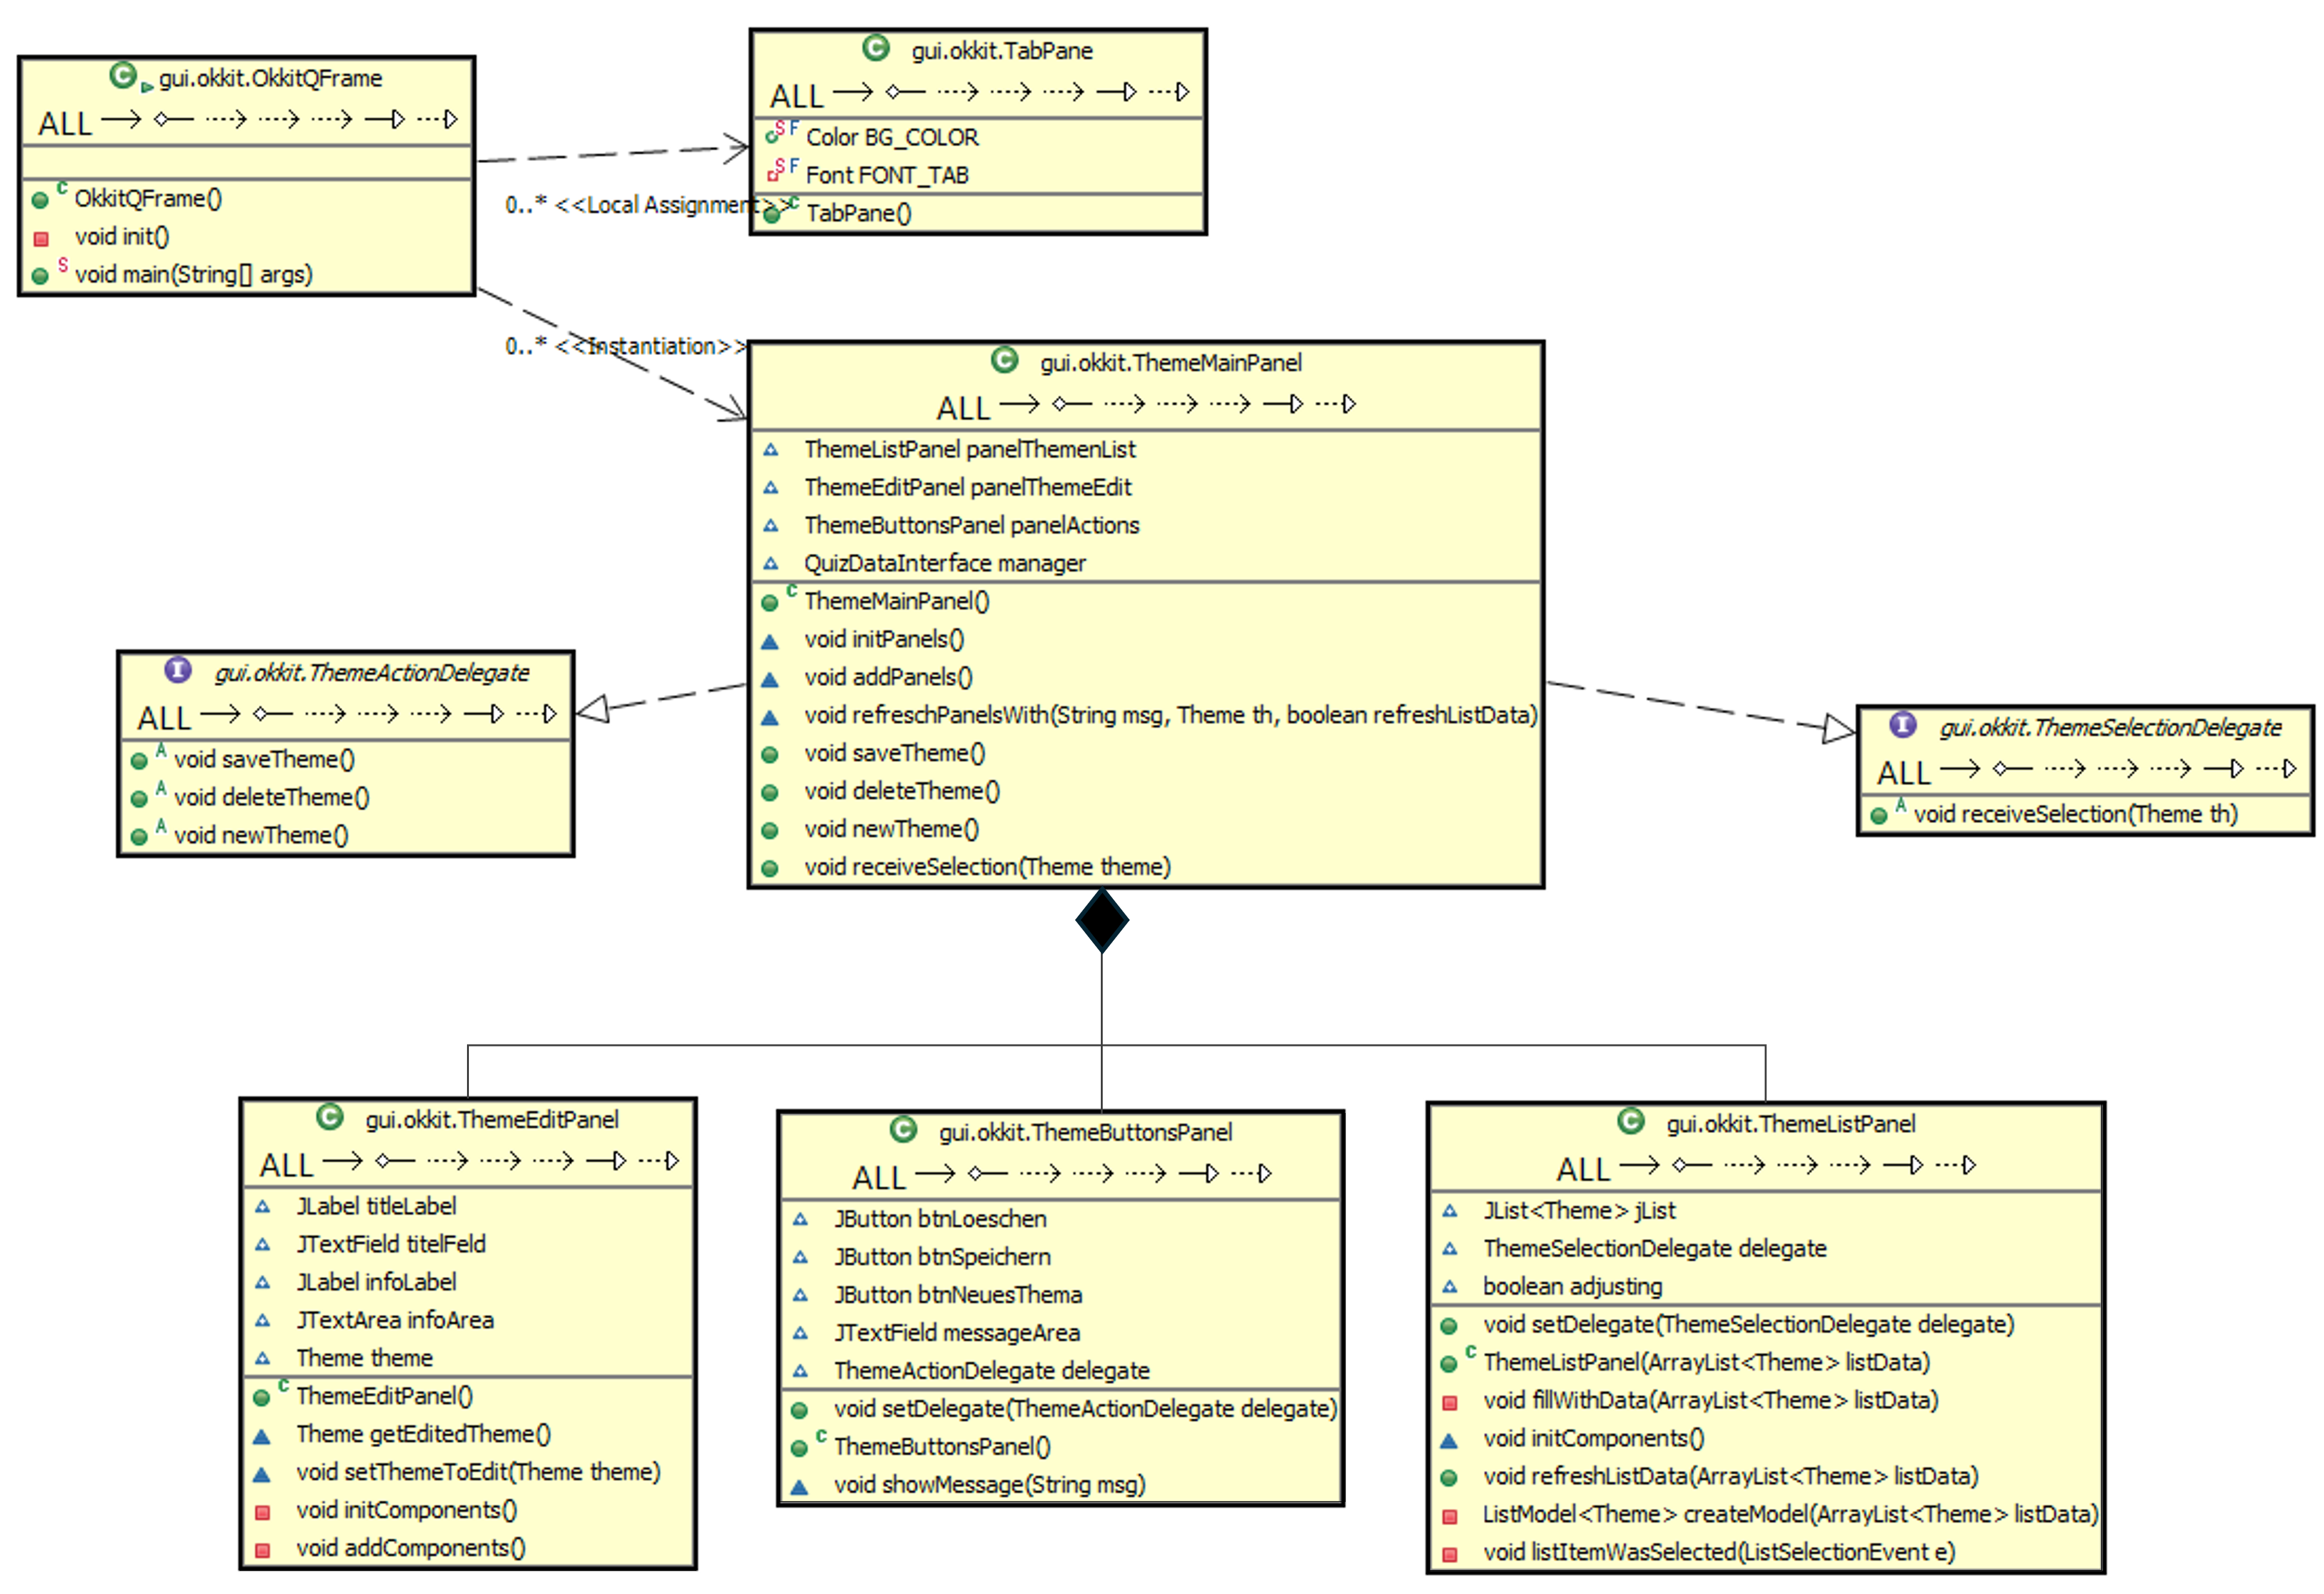 gui.okkit.OkkitQFrame
ALL
OkkitQFrame()
void init()
void main(String[] args)
gui.okkit.TabPane
ALL
Color BG_COLOR
Font FONT_TAB
TabPane()
0..* <<Local Assignment>>
0..* <<Instantiation>>
gui.okkit.ThemeMainPanel
ALL
ThemeListPanel panelThemenList
ThemeEditPanel panelThemeEdit
ThemeButtonsPanel panelActions
QuizDataInterface manager
ThemeMainPanel()
void initPanels()
void addPanels()
void refreschPanelsWith(String msg, Theme th, boolean refreshListData)
void saveTheme()
void deleteTheme()
void newTheme()
void receiveSelection(Theme theme)
gui.okkit.ThemeActionDelegate
ALL
void saveTheme()
void deleteTheme()
void newTheme()
gui.okkit.ThemeSelectionDelegate
ALL
void receiveSelection(Theme th)
gui.okkit.ThemeEditPanel
ALL
JLabel titleLabel
JTextField titelFeld
JLabel infoLabel
JTextArea infoArea
Theme theme
ThemeEditPanel()
Theme getEditedTheme()
void setThemeToEdit(Theme theme)
void initComponents()
void addComponents()
gui.okkit.ThemeButtonsPanel
ALL
JButton btnLoeschen
JButton btnSpeichern
JButton btnNeuesThema
JTextField messageArea
ThemeActionDelegate delegate
void setDelegate(ThemeActionDelegate delegate)
ThemeButtonsPanel()
void showMessage(String msg)
gui.okkit.ThemeListPanel
ALL
JList<Theme> jList
ThemeSelectionDelegate delegate
boolean adjusting
void setDelegate(ThemeSelectionDelegate delegate)
ThemeListPanel(ArrayList<Theme> listData)
void fillWithData(ArrayList<Theme> listData)
void initComponents()
void refreshListData(ArrayList<Theme> listData)
ListModel<Theme> createModel(ArrayList<Theme> listData)
void listItemWasSelected(ListSelectionEvent e)